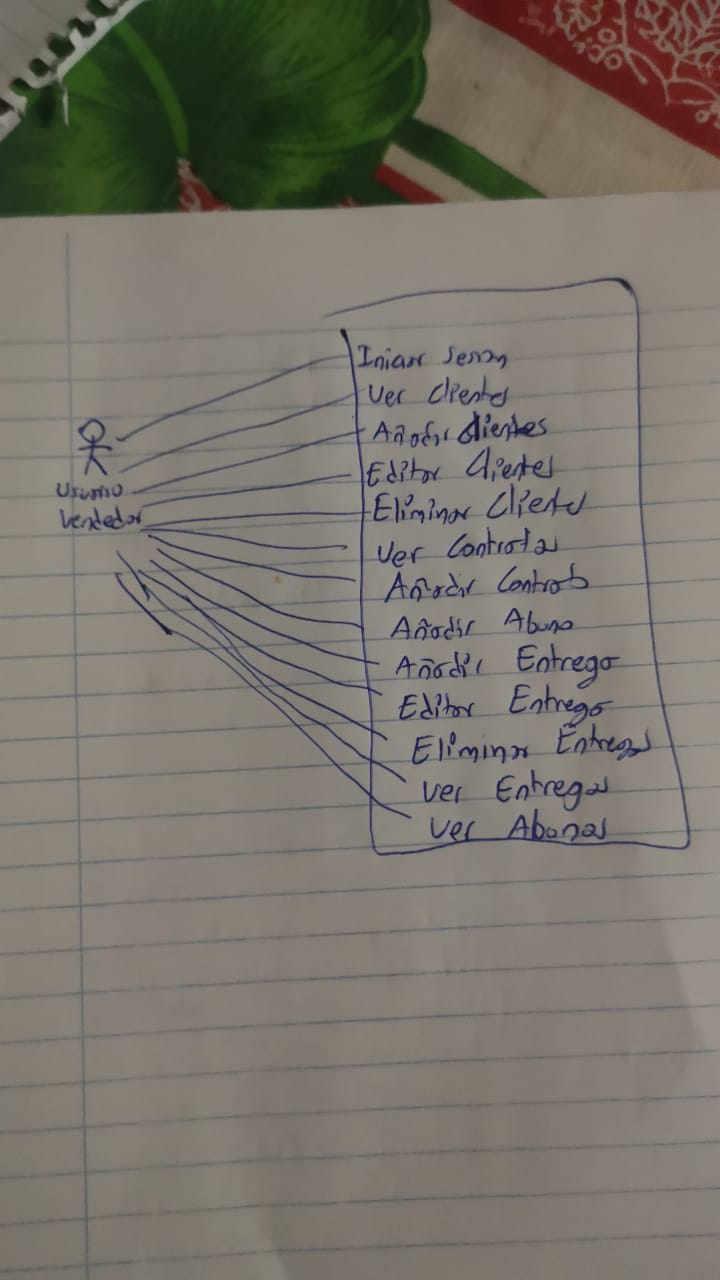 Usuario
Vendedor
Iniciar Sesion
Ver Clientes
Añadir Clientes
Editar Clientes
Eliminar Clientes
Ver Contratos
Añadir Contrato
Añadir Abono
Añadir Entrega
Editar Entrega
Eliminar Entregas
Ver Entregas
Ver Abonos